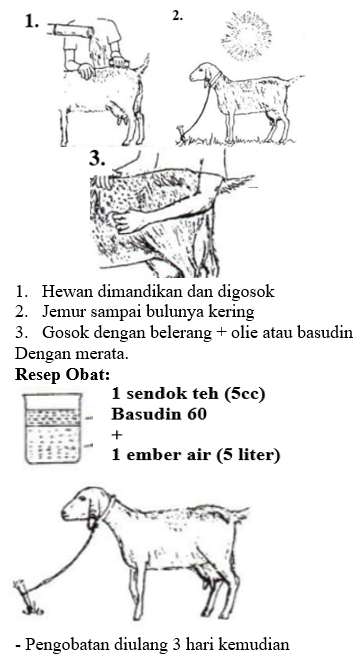 1.
2.
3.
1. Hewan dimandikan dan digosok
2. Jemur sampai bulunya kering
3. Gosok dengan belerang + olie atau basudin
Dengan merata.
Resep Obat:
1 sendok teh (5cc)
Basudin 60
+
1 ember air (5 liter)
- Pengobatan diulang 3 hari kemudian